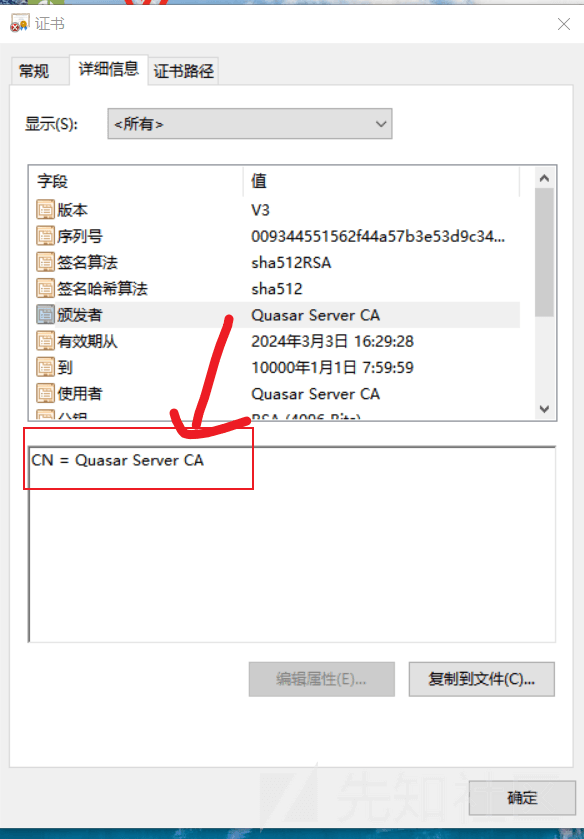 证书
常规 详细信息 证书路径
显示(S): <所有>
字段 值
版本 V3
序列号 009344551562f44a57b3e53d9c34...
签名算法 sha512RSA
签名哈希算法 sha512
颁发者 Quasar Server CA
有效期从 2024年3月3日 16:29:28
到 10000年1月1日 7:59:59
使用者 Quasar Server CA
公钥 RSA (4096 Bits)
CN = Quasar Server CA
编辑属性(E)... 复制到文件(C)...
先知社区
确定